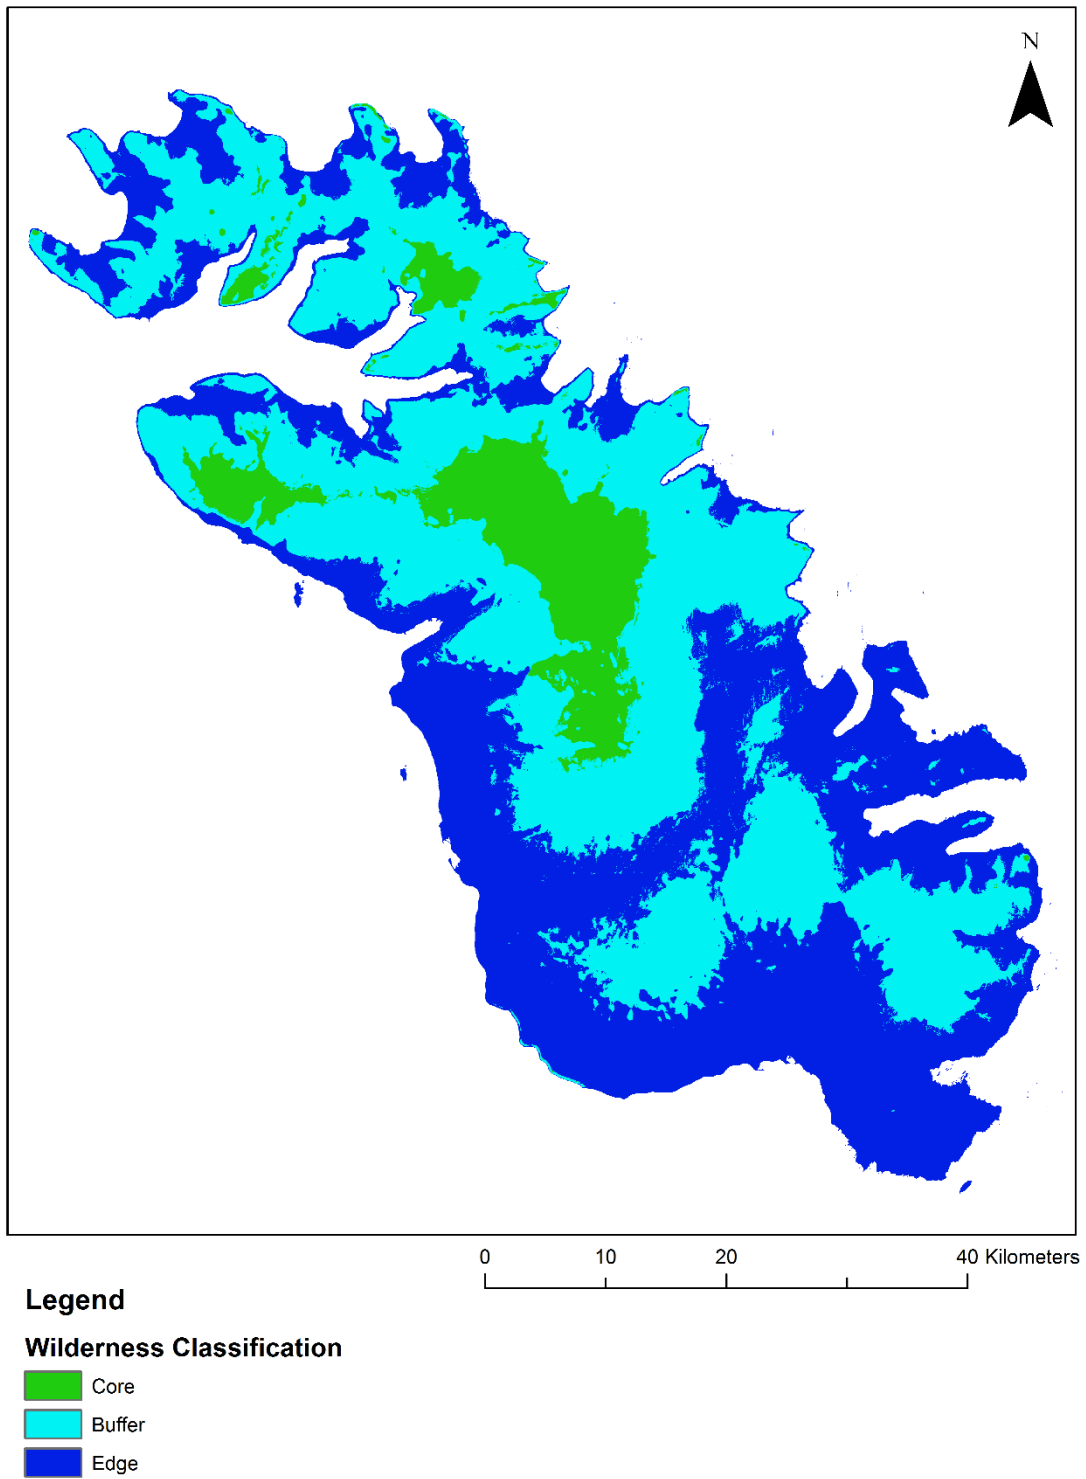 N
0 10 20 40 Kilometers
Legend
Wilderness Classification
Core
Buffer
Edge